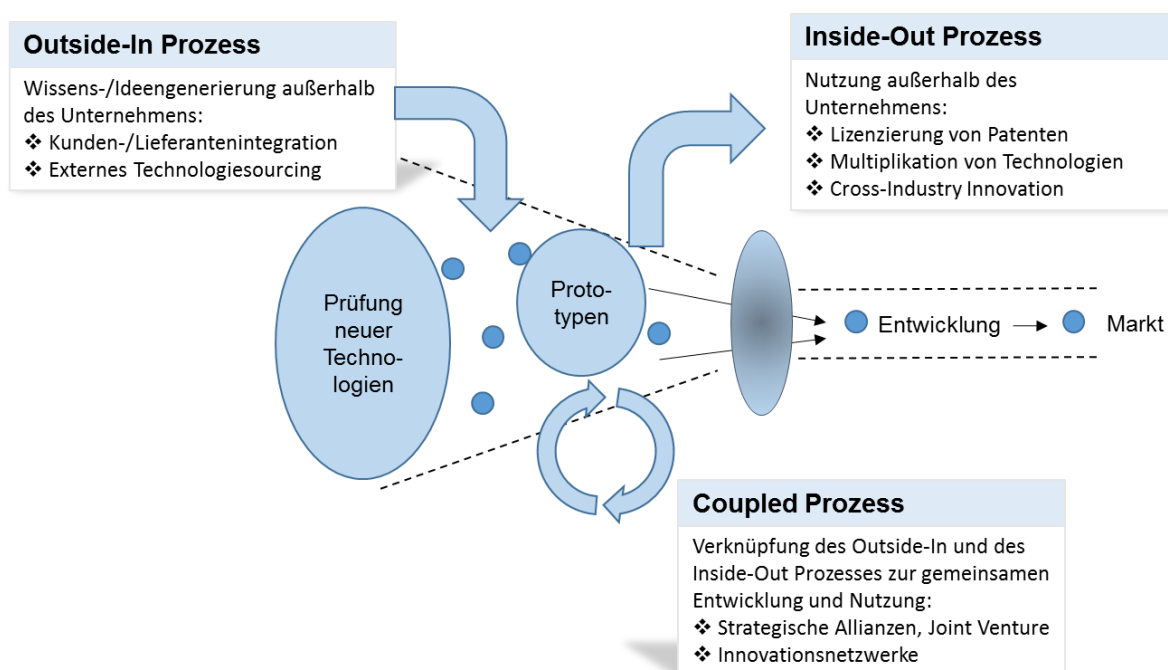 Outside-In Prozess
Wissens-/Ideengenerierung außerhalb
des Unternehmens:
❖ Kunden-/Lieferantenintegration
❖ Externes Technologiesourcing
Inside-Out Prozess
Nutzung außerhalb des
Unternehmens:
❖ Lizenzierung von Patenten
❖ Multiplikation von Technologien
❖ Cross-Industry Innovation
Prüfung
neuer
Techno-
logien
Proto-
typen
Entwicklung
Markt
Coupled Prozess
Verknüpfung des Outside-In und des
Inside-Out Prozesses zur gemeinsamen
Entwicklung und Nutzung:
❖ Strategische Allianzen, Joint Venture
❖ Innovationsnetzwerke